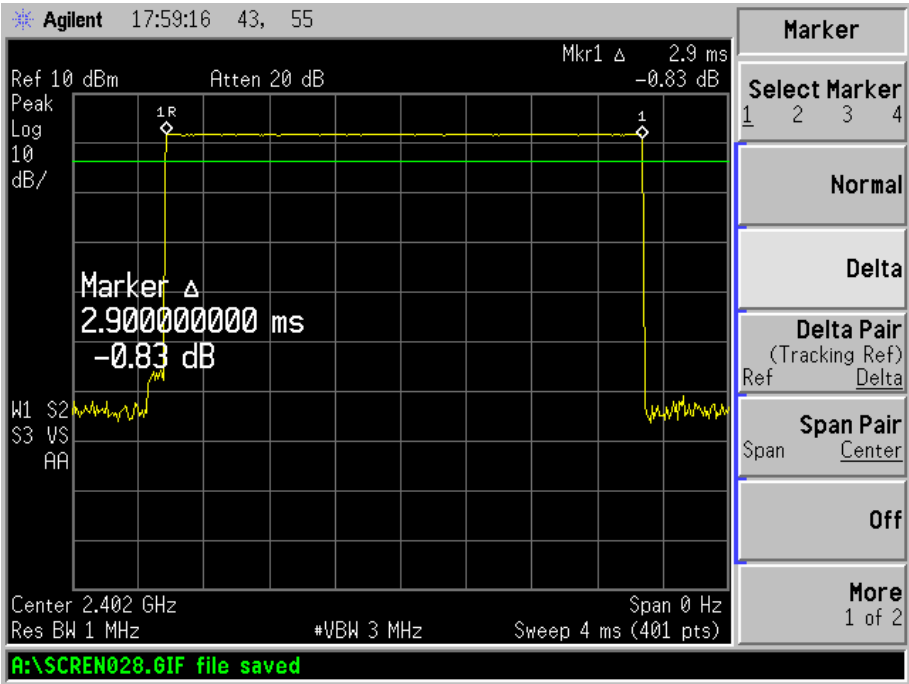 Agilent 17:59:16 43, 55
Mkr1 Δ 2.9 ms
Ref 10 dBm Atten 20 dB -0.83 dB
Peak
Log
10
dB/
1R
1
Marker Δ
2.900000000 ms
-0.83 dB
W1 S2
S3 VS
AA
Center 2.402 GHz Span 0 Hz
Res BW 1 MHz #VBW 3 MHz Sweep 4 ms (401 pts)
A:\SCREN028.GIF file saved
Marker
Select Marker
1 2 3 4
Normal
Delta
Delta Pair
(Tracking Ref)
Ref Delta
Span Pair
Span Center
Off
More
1 of 2